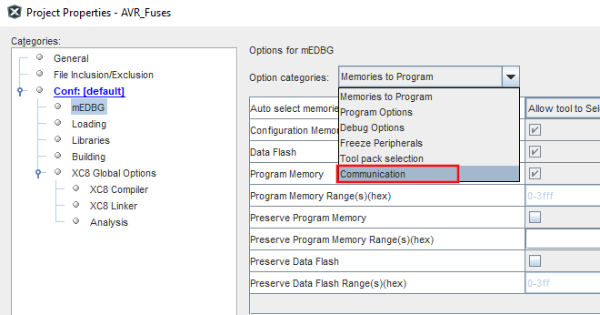 Project Properties - AVR_Fuses
Categories:
General
File Inclusion/Exclusion
Conf: [default]
mEDBG
Loading
Libraries
Building
XC8 Global Options
XC8 Compiler
XC8 Linker
Analysis
Options for mEDBG
Option categories: Memories to Program
Memories to Program
Program Options
Debug Options
Freeze Peripherals
Tool pack selection
Communication
Auto select memorie Allow tool to Sel
Configuration Memor
Data Flash
Program Memory
Program Memory Range(s)(hex) 0-3fff
Preserve Program Memory
Preserve Program Memory Range(s)(hex)
Preserve Data Flash
Preserve Data Flash Range(s)(hex) 0-3ff